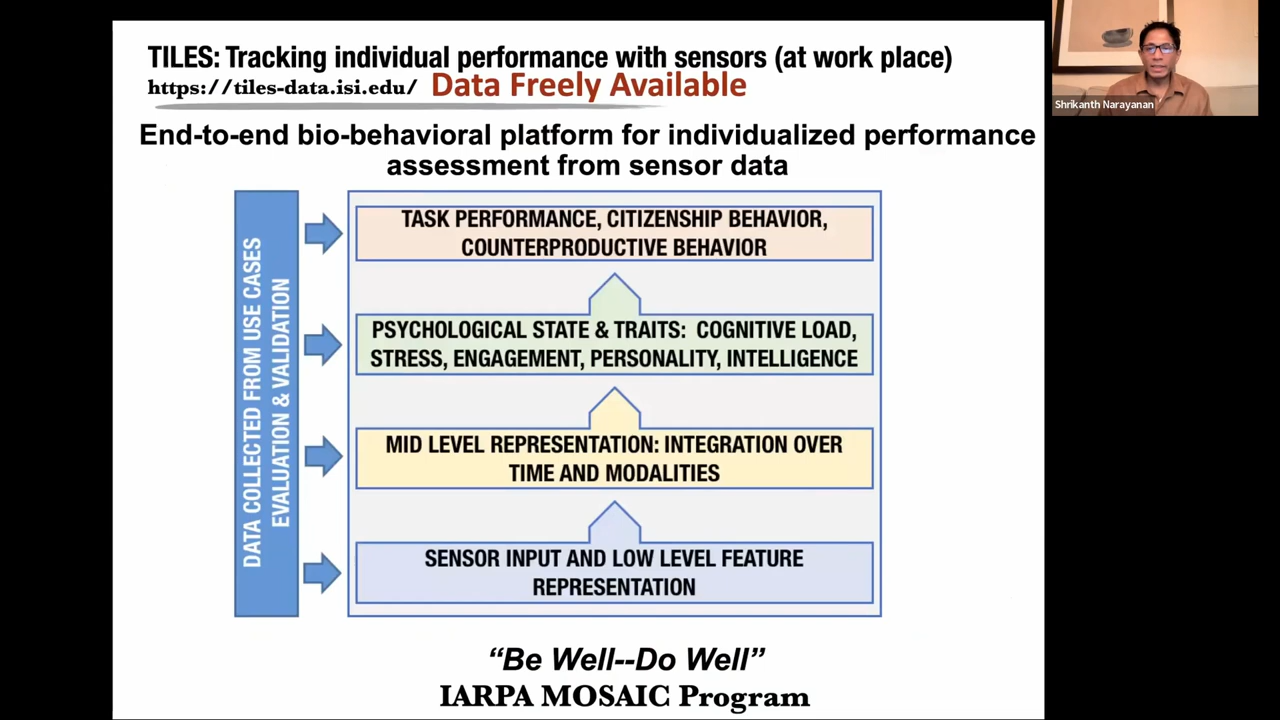 TILES: Tracking individual performance with sensors (at work place)
https://tiles-data.isi.edu/ Data Freely Available
End-to-end bio-behavioral platform for individualized performance
assessment from sensor data
DATA COLLECTED FROM USE CASES
EVALUATION & VALIDATION
TASK PERFORMANCE, CITIZENSHIP BEHAVIOR,
COUNTERPRODUCTIVE BEHAVIOR
PSYCHOLOGICAL STATE & TRAITS: COGNITIVE LOAD,
STRESS, ENGAGEMENT, PERSONALITY, INTELLIGENCE
MID LEVEL REPRESENTATION: INTEGRATION OVER
TIME AND MODALITIES
SENSOR INPUT AND LOW LEVEL FEATURE
REPRESENTATION
“Be Well--Do Well”
IARPA MOSAIC Program
Shrikanth Narayanan